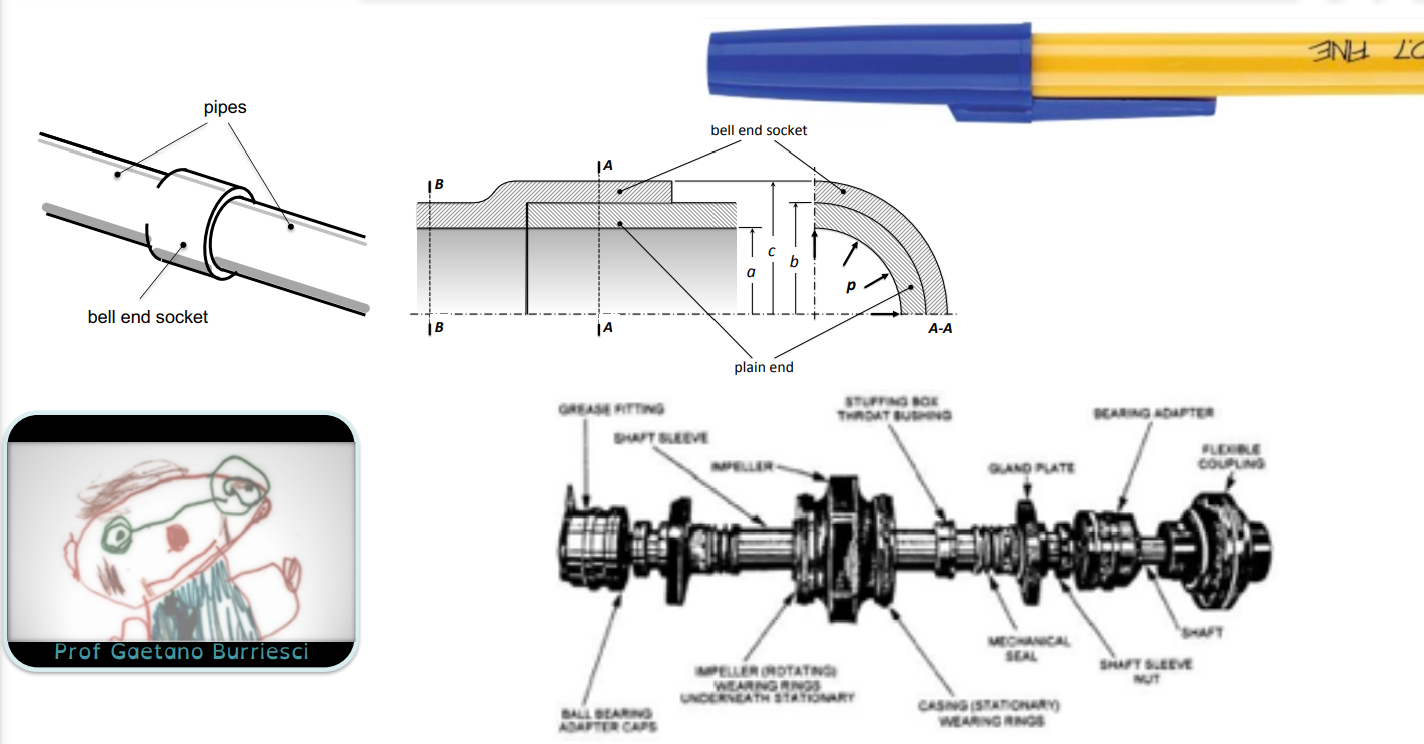 0.7 FINE
pipes
bell end socket
bell end socket
A
B
c
b
a
p
B
A
A-A
plain end
GREASE FITTING
SHAFT SLEEVE
IMPELLER
STUFFING BOX
THROAT BUSHING
GLAND PLATE
BEARING ADAPTER
FLEXIBLE
COUPLING
BALL BEARING
ADAPTER CAPS
IMPELLER (ROTATING)
WEARING RINGS
UNDERNEATH STATIONARY
CASING (STATIONARY)
WEARING RINGS
MECHANICAL
SEAL
SHAFT SLEEVE
NUT
SHAFT
Prof Gaetano Burriesci